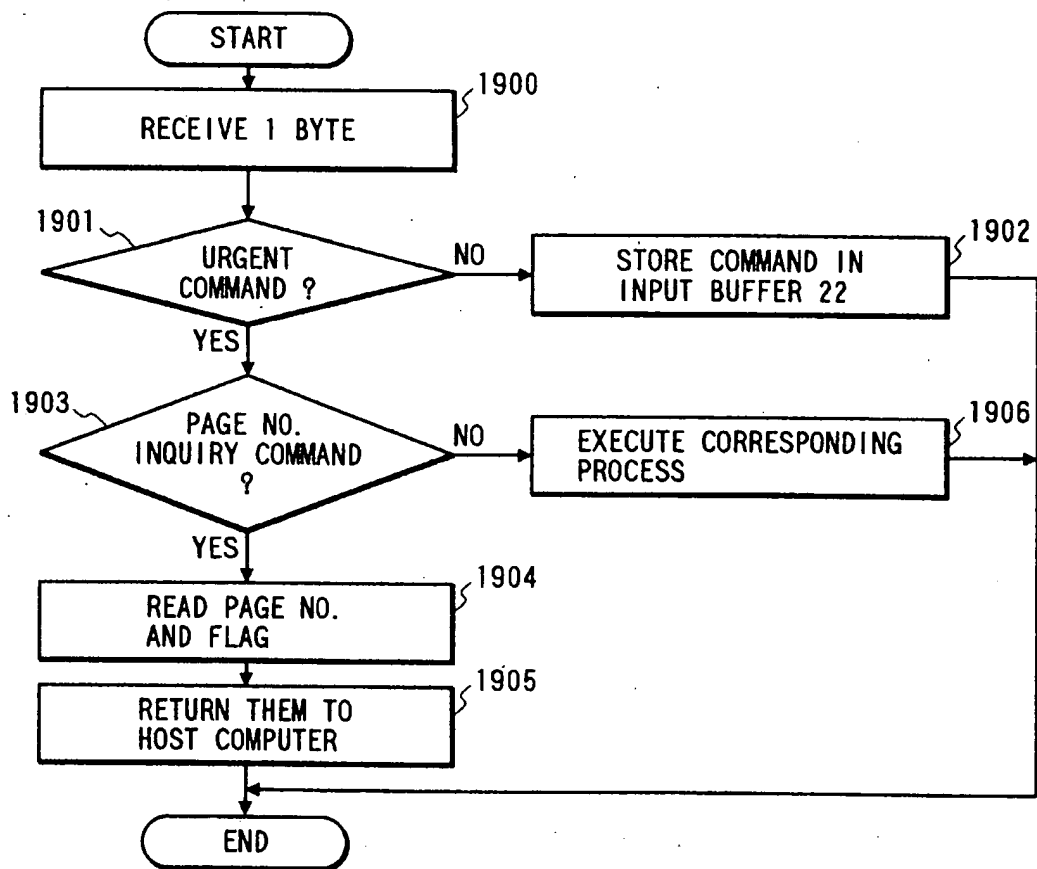 START
1900
RECEIVE 1 BYTE
1901
URGENT
COMMAND ?
NO
1902
STORE COMMAND IN
INPUT BUFFER 22
YES
1903
PAGE NO.
INQUIRY COMMAND
?
NO
1906
EXECUTE CORRESPONDING
PROCESS
YES
1904
READ PAGE NO.
AND FLAG
1905
RETURN THEM TO
HOST COMPUTER
END